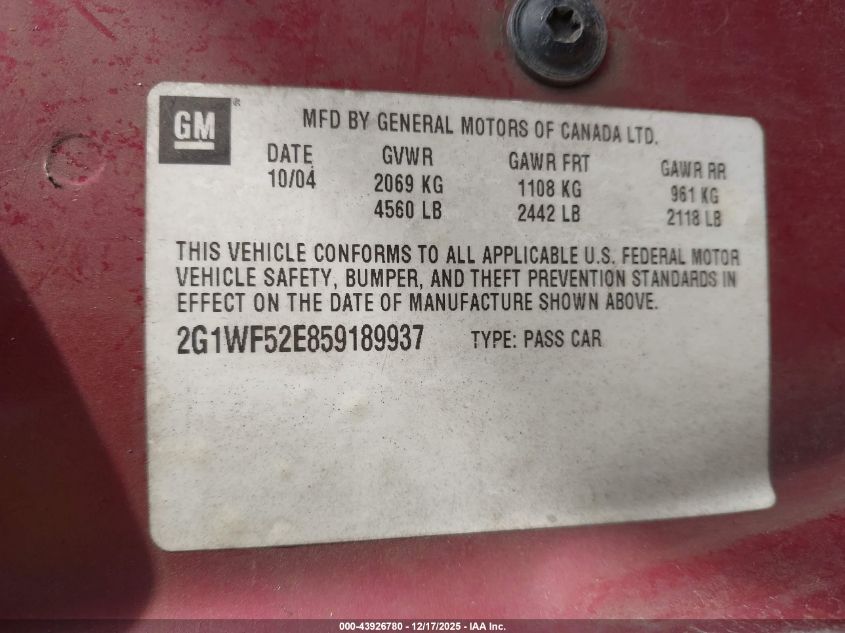 GM®
MFD BY GENERAL MOTORS OF CANADA LTD.
DATE GVWR GAWR FRT GAWR RR
10/04 2069 KG 1108 KG 961 KG
4560 LB 2442 LB 2118 LB
THIS VEHICLE CONFORMS TO ALL APPLICABLE U.S. FEDERAL MOTOR
VEHICLE SAFETY, BUMPER, AND THEFT PREVENTION STANDARDS IN
EFFECT ON THE DATE OF MANUFACTURE SHOWN ABOVE.
2G1WF52E859189937 TYPE: PASS CAR
000-43926780 - 12/17/2025 - IAA Inc.